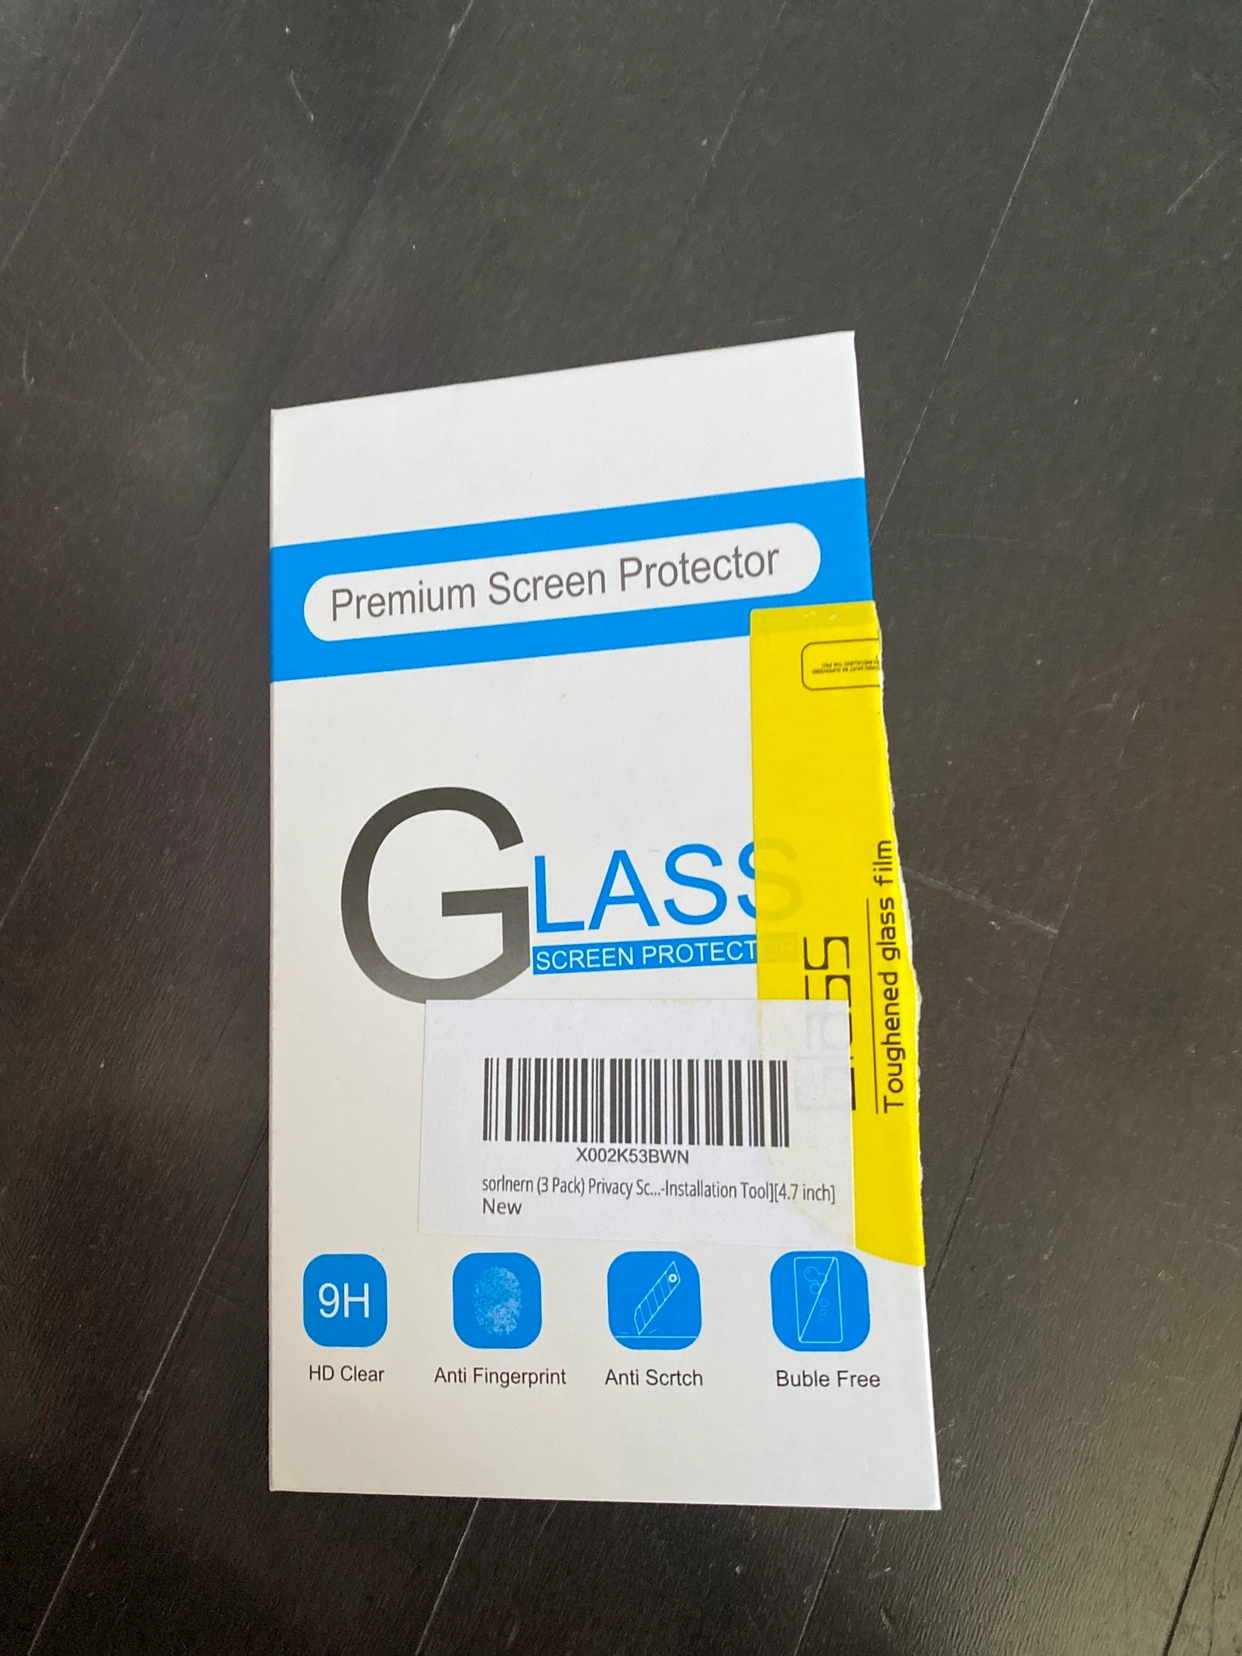 Premium Screen Protector
GLASS
SCREEN PROTECT
Toughened glass film
X002K53BWN
sorlnern (3 Pack) Privacy Sc...-Installation Tool][4.7 inch]
New
9H
HD Clear
Anti Fingerprint
Anti Scrtch
Buble Free